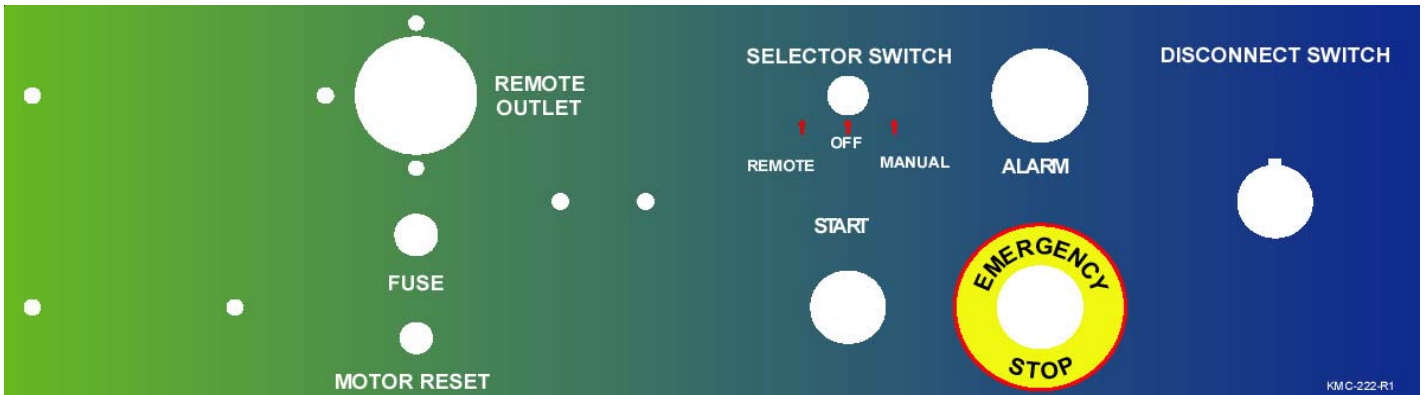 REMOTE
OUTLET
FUSE
MOTOR RESET
SELECTOR SWITCH
REMOTE
OFF
MANUAL
START
ALARM
EMERGENCY
STOP
DISCONNECT SWITCH
KMC-222-R1